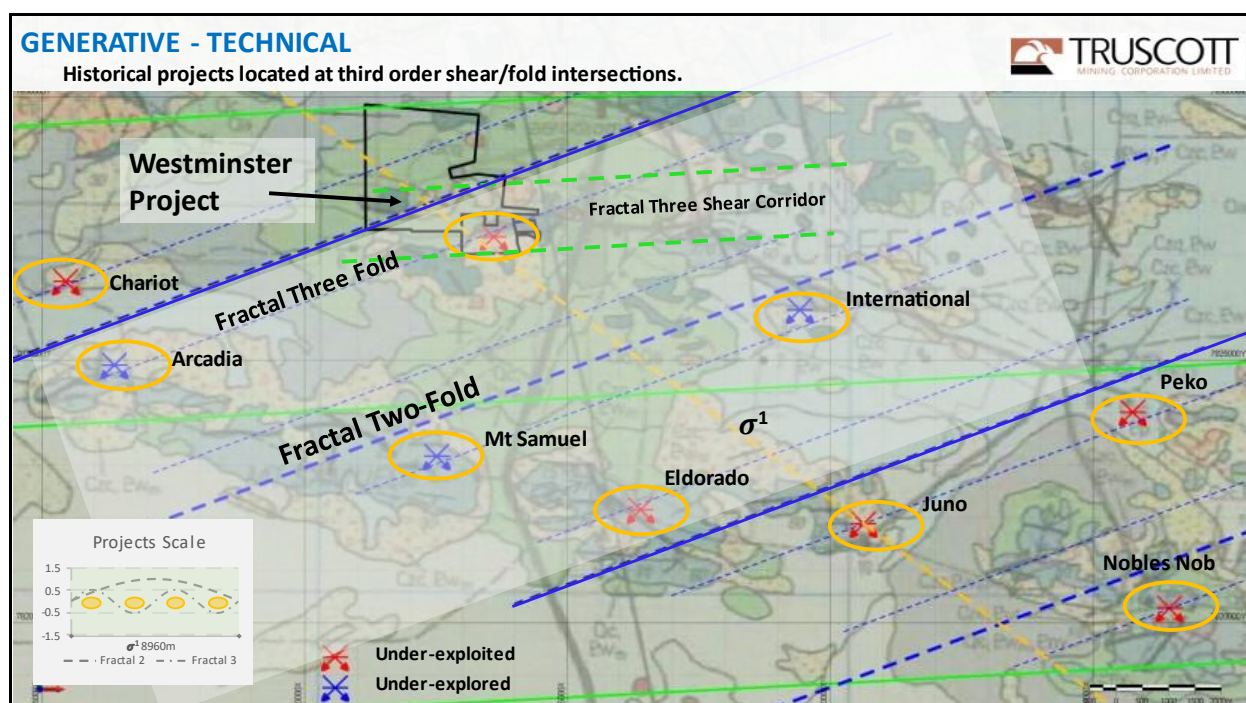 GENERATIVE - TECHNICAL
Historical projects located at third order shear/fold intersections.
TRUSCOTT
MINING CORPORATION LIMITED
Westminster
Project
Fractal Three Shear Corridor
Chariot
Fractal Three Fold
International
Arcadia
Peko
Fractal Two-Fold
σ¹
Mt Samuel
Eldorado
Juno
Nobles Nob
Projects Scale
1.5
0.5
-0.5
-1.5
σ¹ 8960m
Fractal 2
Fractal 3
Under-exploited
Under-explored